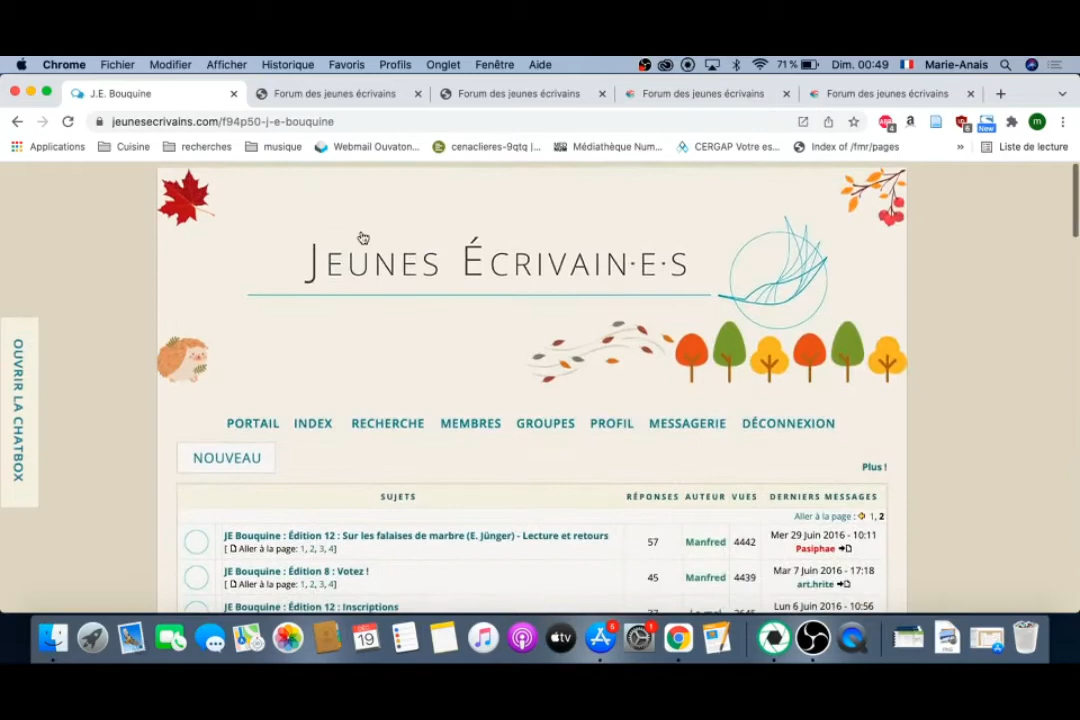 Chrome Fichier Modifier Afficher Historique Favoris Profils Onglet Fenêtre Aide 71 % Dim. 00:49 Marie-Anais
J.E. Bouquine Forum des jeunes écrivains Forum des jeunes écrivains Forum des jeunes écrivains Forum des jeunes écrivains
jeunesecrivains.com/f94p50-j-e-bouquine
Applications Cuisine recherches musique Webmail Ouvaton... cenaclieres-9qtq |... Médiathèque Num... CERGAP Votre es... Index of /fmr/pages » Liste de lecture
JEUNES ÉCRIVAIN·E·S
OUVRIR LA CHATBOX
PORTAIL INDEX RECHERCHE MEMBRES GROUPES PROFIL MESSAGERIE DÉCONNEXION
NOUVEAU
Plus !
SUJETS RÉPONSES AUTEUR VUES DERNIERS MESSAGES
Aller à la page : 1, 2
JE Bouquine : Édition 12 : Sur les falaises de marbre (E. Jünger) - Lecture et retours
[ Aller à la page: 1, 2, 3, 4]
57 Manfred 4442
Mer 29 Juin 2016 - 10:11
Pasiphae
JE Bouquine : Édition 8 : Votez !
[ Aller à la page: 1, 2, 3, 4]
45 Manfred 4439
Mar 7 Juin 2016 - 17:18
art.hrite
JE Bouquine : Édition 12 : Inscriptions
Lun 6 Juin 2016 - 10:56
19
tv